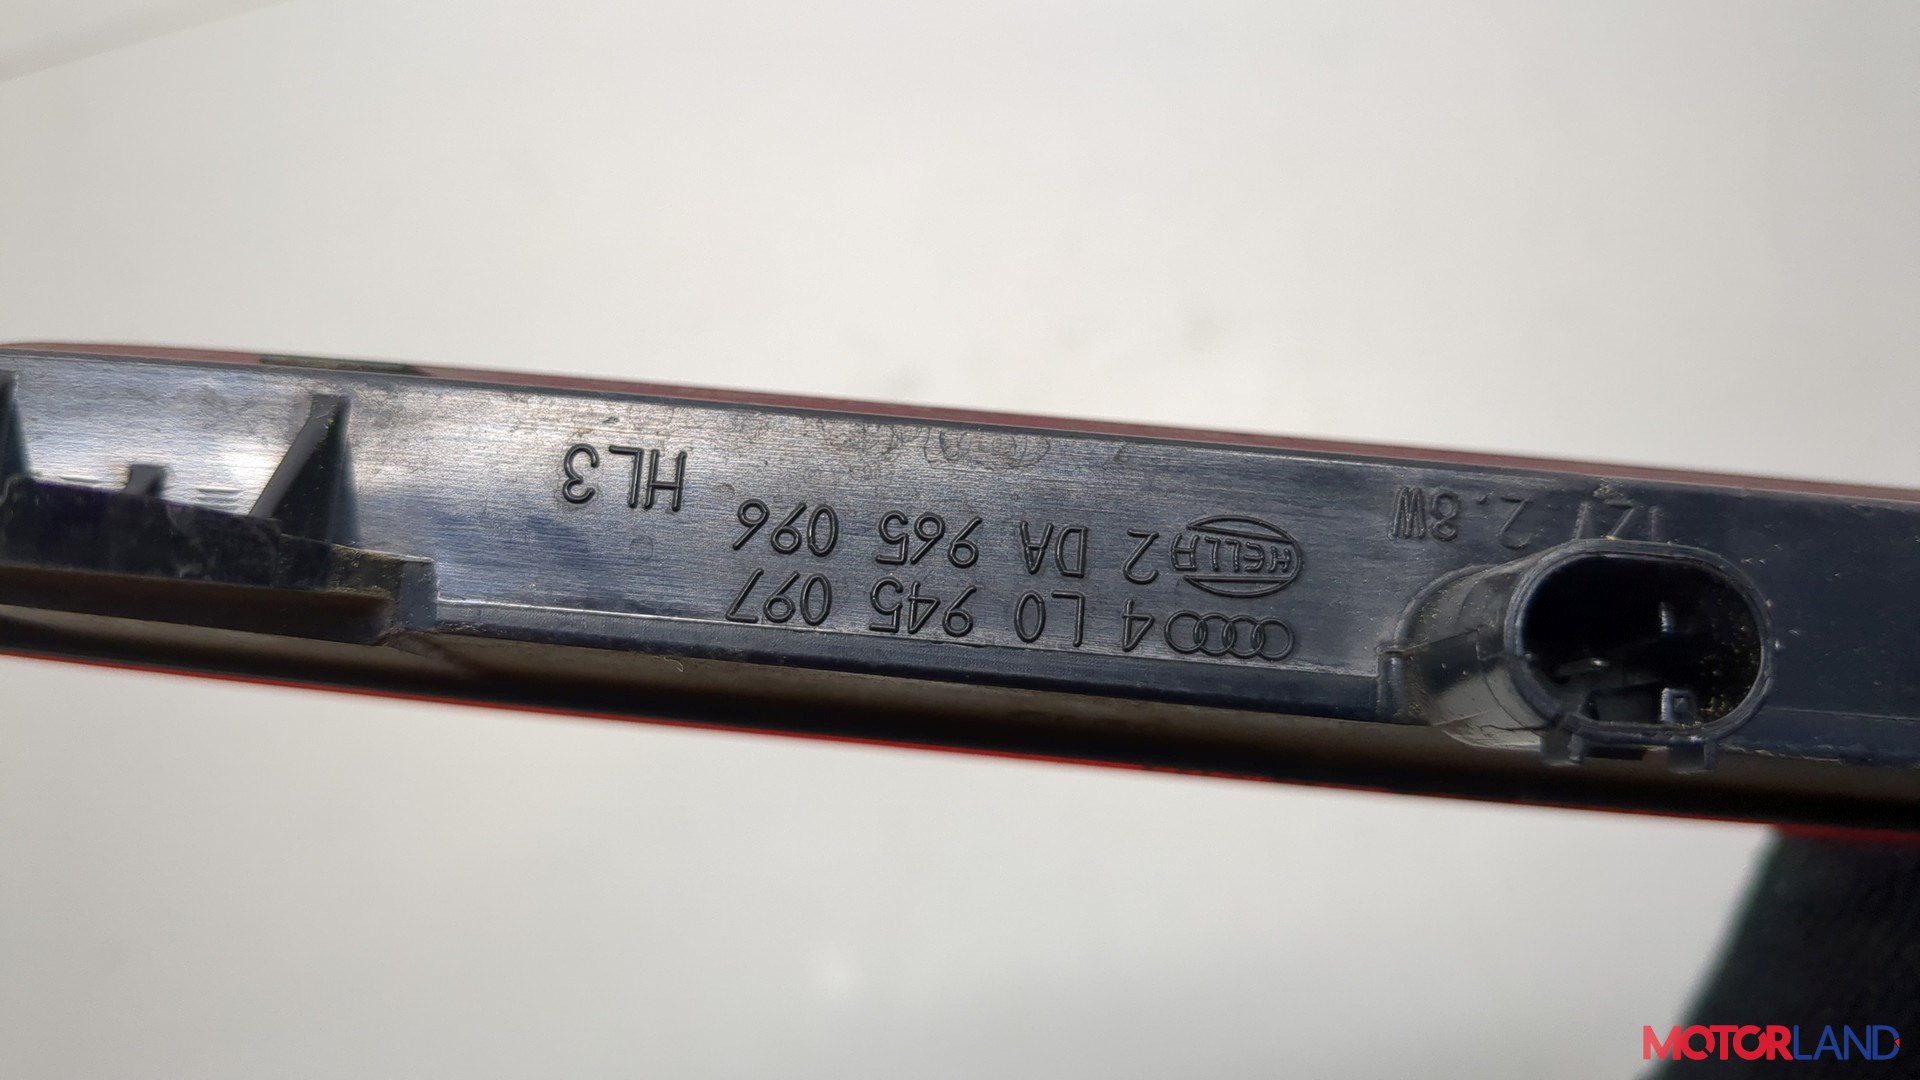 4 L0 945 097
HELLA 2 DA 965 096
HL3
12V 2.8W
MOTORLAND